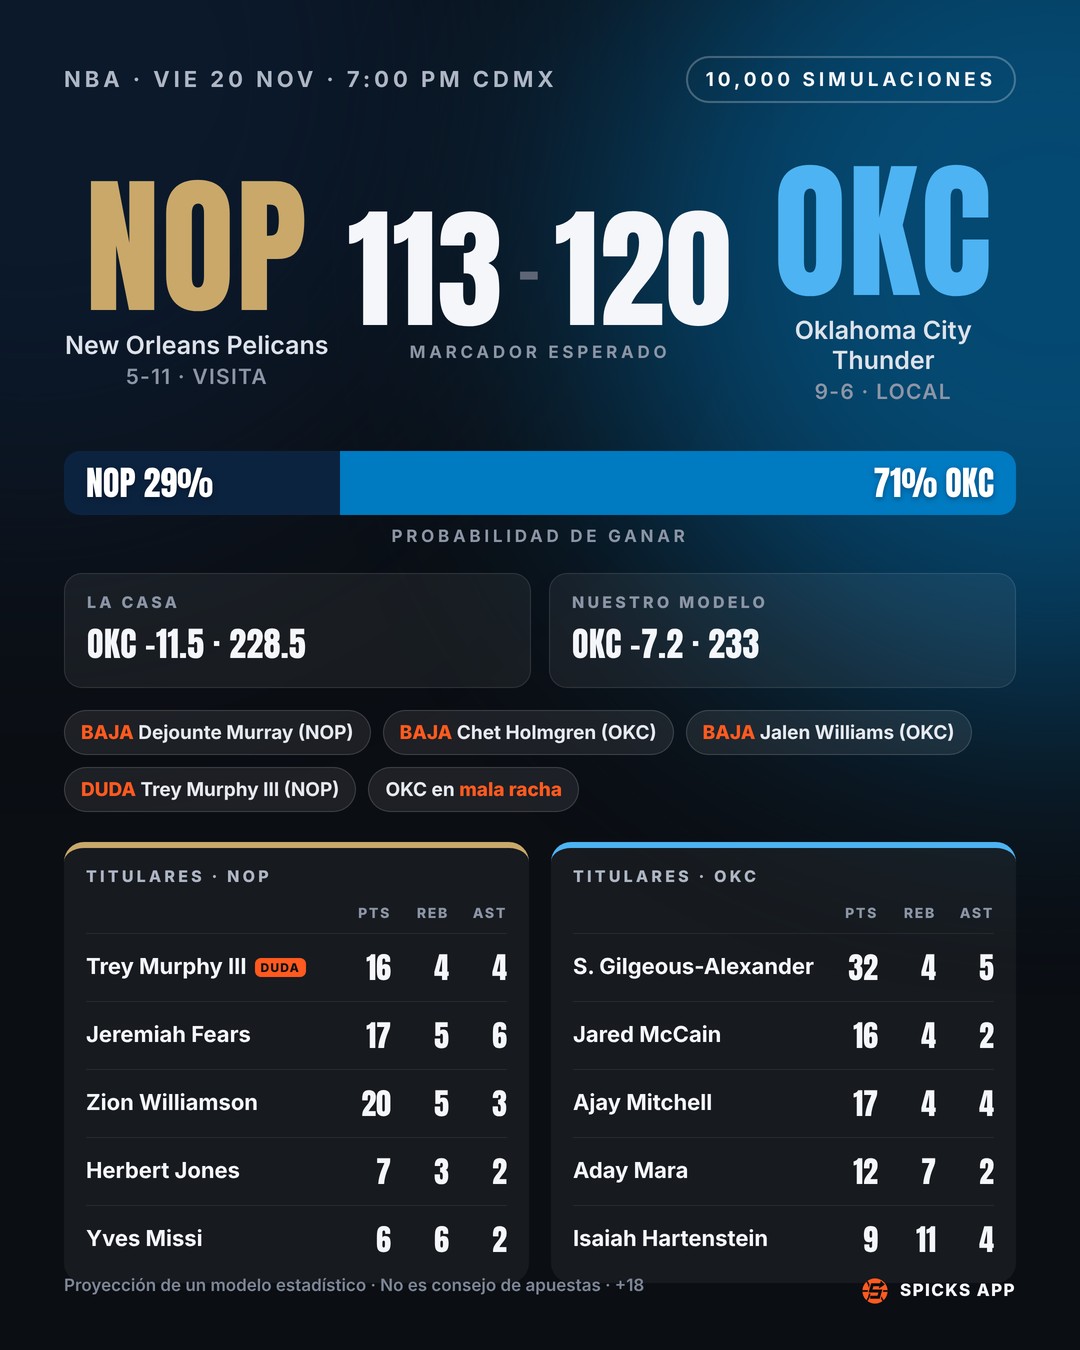 NBA · VIE 20 NOV · 7:00 PM CDMX
10,000 SIMULACIONES
NOP
New Orleans Pelicans
5-11 · VISITA
113 - 120
MARCADOR ESPERADO
OKC
Oklahoma City
Thunder
9-6 · LOCAL
NOP 29%
71% OKC
PROBABILIDAD DE GANAR
LA CASA
OKC -11.5 · 228.5
NUESTRO MODELO
OKC -7.2 · 233
BAJA Dejounte Murray (NOP)
BAJA Chet Holmgren (OKC)
BAJA Jalen Williams (OKC)
DUDA Trey Murphy III (NOP)
OKC en mala racha
TITULARES · NOP
PTS REB AST
Trey Murphy III DUDA 16 4 4
Jeremiah Fears 17 5 6
Zion Williamson 20 5 3
Herbert Jones 7 3 2
Yves Missi 6 6 2
TITULARES · OKC
PTS REB AST
S. Gilgeous-Alexander 32 4 5
Jared McCain 16 4 2
Ajay Mitchell 17 4 4
Aday Mara 12 7 2
Isaiah Hartenstein 9 11 4
Proyección de un modelo estadístico · No es consejo de apuestas · +18
SPICKS APP